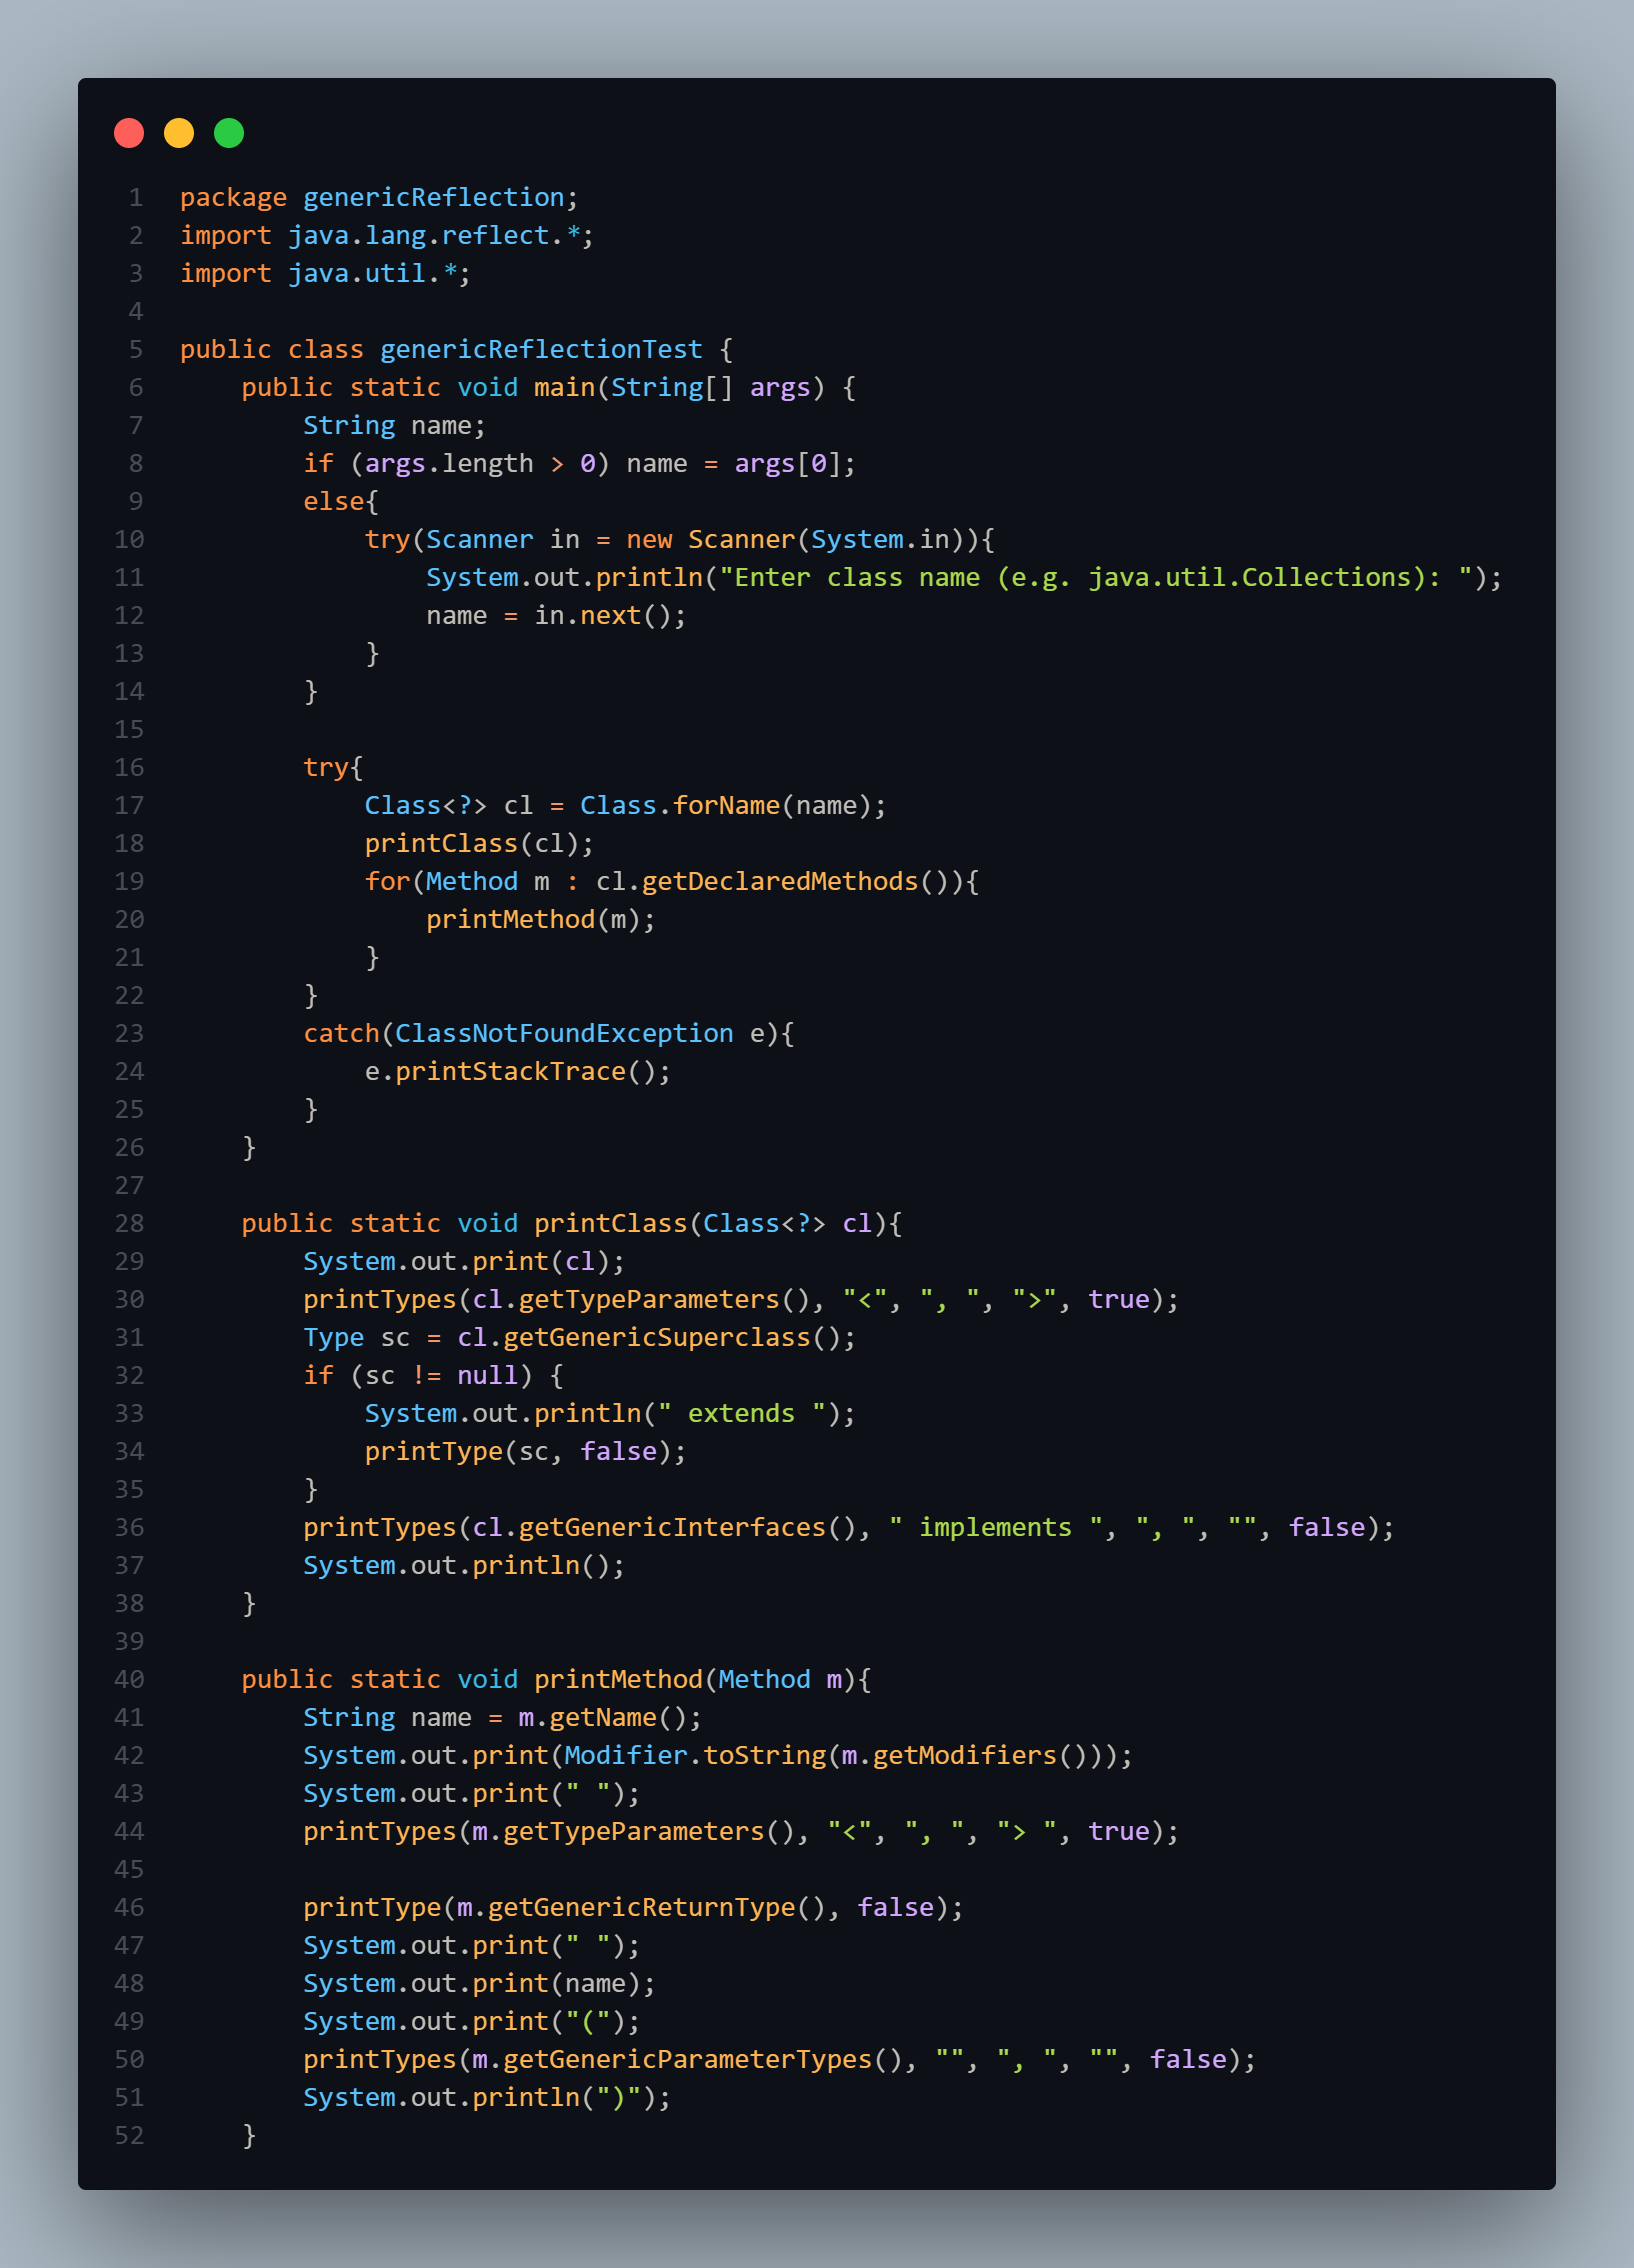 1 package genericReflection;
2 import java.lang.reflect.*;
3 import java.util.*;
4
5 public class genericReflectionTest {
6     public static void main(String[] args) {
7         String name;
8         if (args.length > 0) name = args[0];
9         else{
10             try(Scanner in = new Scanner(System.in)){
11                 System.out.println("Enter class name (e.g. java.util.Collections): ");
12                 name = in.next();
13             }
14         }
15
16         try{
17             Class<?> cl = Class.forName(name);
18             printClass(cl);
19             for(Method m : cl.getDeclaredMethods()){
20                 printMethod(m);
21             }
22         }
23         catch(ClassNotFoundException e){
24             e.printStackTrace();
25         }
26     }
27
28     public static void printClass(Class<?> cl){
29         System.out.print(cl);
30         printTypes(cl.getTypeParameters(), "<", ", ", ">", true);
31         Type sc = cl.getGenericSuperclass();
32         if (sc != null) {
33             System.out.println(" extends ");
34             printType(sc, false);
35         }
36         printTypes(cl.getGenericInterfaces(), " implements ", ", ", "", false);
37         System.out.println();
38     }
39
40     public static void printMethod(Method m){
41         String name = m.getName();
42         System.out.print(Modifier.toString(m.getModifiers()));
43         System.out.print(" ");
44         printTypes(m.getTypeParameters(), "<", ", ", "> ", true);
45
46         printType(m.getGenericReturnType(), false);
47         System.out.print(" ");
48         System.out.print(name);
49         System.out.print("(");
50         printTypes(m.getGenericParameterTypes(), "", ", ", "", false);
51         System.out.println(")");
52     }